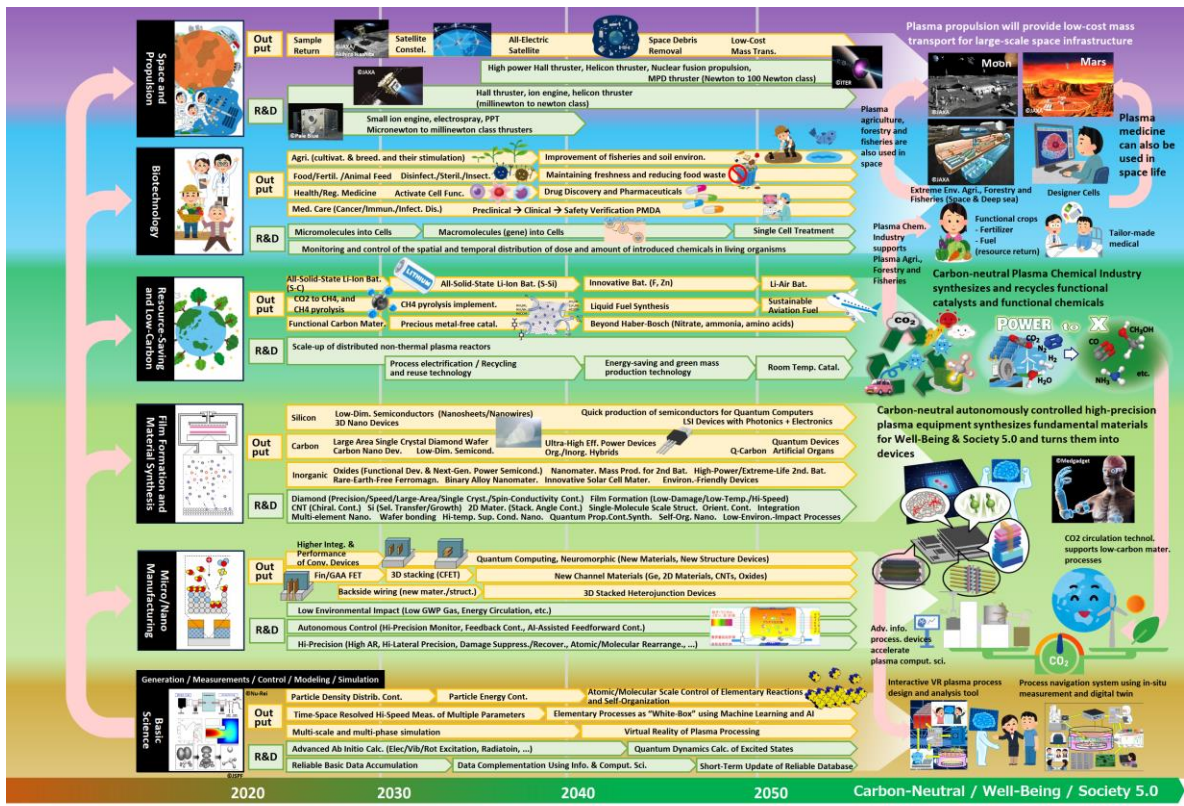 Space and
Propulsion
Out
put
Sample
Return
©JAXA/
Satellite
Constel.
All-Electric
Satellite
Space Debris
Removal
Low-Cost
Mass Trans.
©ITER
©JAXA
High power Hall thruster, Helicon thruster, Nuclear fusion propulsion,
MPD thruster (Newton to 100 Newton class)
R&D
Hall thruster, ion engine, helicon thruster
(millinewton to newton class)
©Pale Blue
Small ion engine, electrospray, PPT
Micronewton to millinewton class thrusters
Plasma propulsion will provide low-cost mass
transport for large-scale space infrastructure
Moon
©JAXA
Mars
©JAXA
©JAXA
Plasma
agriculture,
forestry and
fisheries are
also used in
space
Plasma
medicine
can also be
used in
space life
Extreme Env. Agri., Forestry and
Fisheries (Space & Deep sea)
Designer Cells
Biotechnology
Out
put
Agri. (cultivat. & breed. and their stimulation)
Improvement of fisheries and soil environ.
Food/Fertil. /Animal Feed
Disinfect./Steril./Insect.
Maintaining freshness and reducing food waste
Health/Reg. Medicine
Activate Cell Func.
Drug Discovery and Pharmaceuticals
Med. Care (Cancer/Immun./Infect. Dis.)
Preclinical → Clinical → Safety Verification PMDA
R&D
Micromolecules into Cells
Macromolecules (gene) into Cells
Single Cell Treatment
Monitoring and control of the spatial and temporal distribution of dose and amount of introduced chemicals in living organisms
Plasma Chem.
Industry
supports
Plasma Agri.,
Forestry and
Fisheries
Functional crops
- Fertilizer
- Fuel
(resource return)
Tailor-made
medical
Resource-Saving
and Low-Carbon
Out
put
All-Solid-State Li-Ion Bat.
(S-C)
LITHIUM
All-Solid-State Li-Ion Bat. (S-Si)
Innovative Bat. (F, Zn)
Li-Air Bat.
CO2 to CH4, and
CH4 pyrolysis
CH4 pyrolysis implement.
Liquid Fuel Synthesis
Sustainable
Aviation Fuel
Functional Carbon Mater.
Precious metal-free catal.
Beyond Haber-Bosch (Nitrate, ammonia, amino acids)
R&D
Scale-up of distributed non-thermal plasma reactors
Process electrification / Recycling
and reuse technology
Energy-saving and green mass
production technology
Room Temp. Catal.
Carbon-neutral Plasma Chemical Industry
synthesizes and recycles functional
catalysts and functional chemicals
CO2
POWER to X
CO2
N2
H2
H2O
CO
CH3OH
NH3
etc.
Film Formation and
Material Synthesis
Out
put
Silicon
Low-Dim. Semiconductors (Nanosheets/Nanowires)
3D Nano Devices
Quick production of semiconductors for Quantum Computers
LSI Devices with Photonics + Electronics
Carbon
Large Area Single Crystal Diamond Wafer
Carbon Nano Dev.
Low-Dim. Semicond.
Ultra-High Eff. Power Devices
Org./Inorg. Hybrids
Quantum Devices
Q-Carbon
Artificial Organs
Inorganic
Oxides (Functional Dev. & Next-Gen. Power Semicond.)
Nanomater. Mass Prod. for 2nd Bat.
High-Power/Extreme-Life 2nd. Bat.
Rare-Earth-Free Ferromagn.
Binary Alloy Nanomater.
Innovative Solar Cell Mater.
Environ.-Friendly Devices
R&D
Diamond (Precision/Speed/Large-Area/Single Cryst./Spin-Conductivity Cont.)
Film Formation (Low-Damage/Low-Temp./Hi-Speed)
CNT (Chiral. Cont.)
Si (Sel. Transfer/Growth)
2D Mater. (Stack. Angle Cont.)
Single-Molecule Scale Struct.
Orient. Cont.
Integration
Multi-element Nano.
Wafer bonding
Hi-temp. Sup. Cond. Nano.
Quantum Prop.Cont.Synth.
Self-Org. Nano.
Low-Environ.-Impact Processes
Carbon-neutral autonomously controlled high-precision
plasma equipment synthesizes fundamental materials
for Well-Being & Society 5.0 and turns them into
devices
©Medgadget
Micro/Nano
Manufacturing
Out
put
Higher Integ. &
Performance
of Conv. Devices
Quantum Computing, Neuromorphic (New Materials, New Structure Devices)
Fin/GAA FET
3D stacking (CFET)
New Channel Materials (Ge, 2D Materials, CNTs, Oxides)
Backside wiring (new mater./struct.)
3D Stacked Heterojunction Devices
R&D
Low Environmental Impact (Low GWP Gas, Energy Circulation, etc.)
Autonomous Control (Hi-Precision Monitor, Feedback Cont., AI-Assisted Feedforward Cont.)
Hi-Precision (High AR, Hi-Lateral Precision, Damage Suppress./Recover., Atomic/Molecular Rearrange., ...)
CO2 circulation technol.
supports low-carbon mater.
processes
Adv. info.
process. devices
accelerate
plasma comput. sci.
CO2
Interactive VR plasma process
design and analysis tool
Process navigation system using in-situ
measurement and digital twin
Generation / Measurements / Control / Modeling / Simulation
Basic
Science
©Nu-Rei
©JSPF
Out
put
Particle Density Distrib. Cont.
Particle Energy Cont.
Atomic/Molecular Scale Control of Elementary Reactions
and Self-Organization
Time-Space Resolved Hi-Speed Meas. of Multiple Parameters
Elementary Processes as "White-Box" using Machine Learning and AI
Multi-scale and multi-phase simulation
Virtual Reality of Plasma Processing
R&D
Advanced Ab Initio Calc. (Elec/Vib/Rot Excitation, Radiatoin, ...)
Quantum Dynamics Calc. of Excited States
Reliable Basic Data Accumulation
Data Complementation Using Info. & Comput. Sci.
Short-Term Update of Reliable Database
2020
2030
2040
2050
Carbon-Neutral / Well-Being / Society 5.0